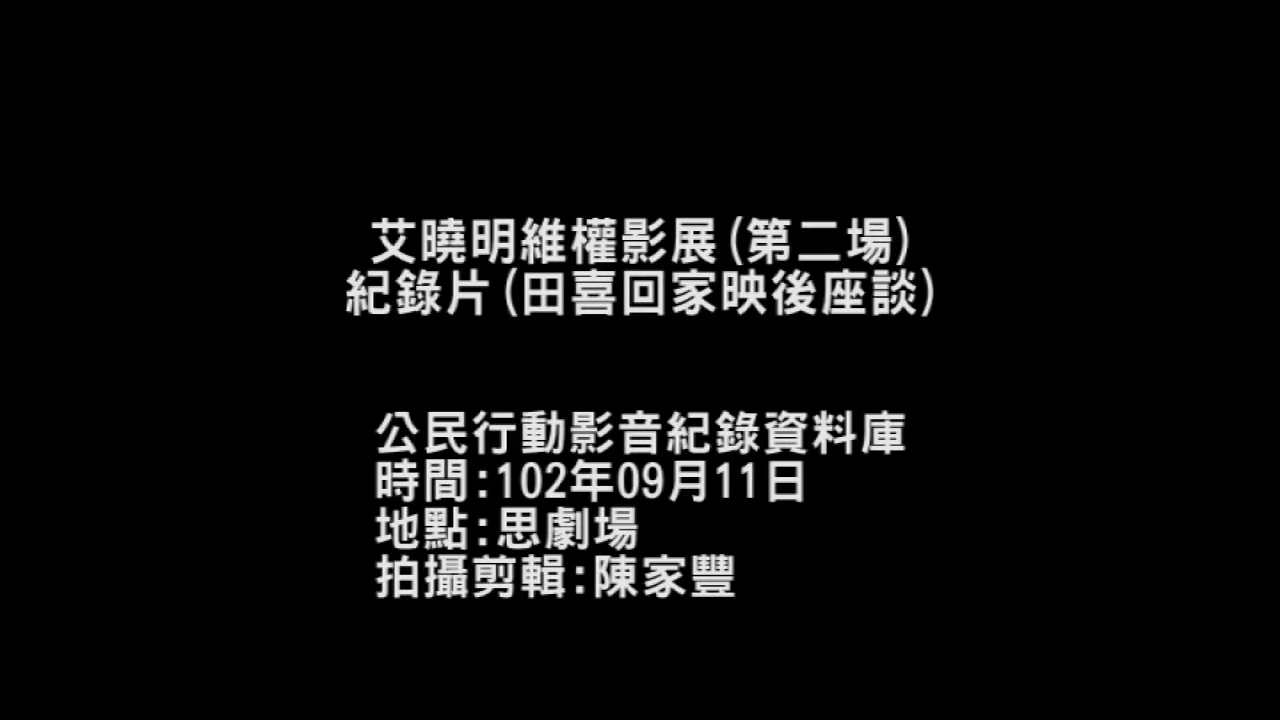 艾曉明維權影展(第二場)
紀錄片(田喜回家映後座談)
公民行動影音紀錄資料庫
時間:102年09月11日
地點:思劇場
拍攝剪輯:陳家豐